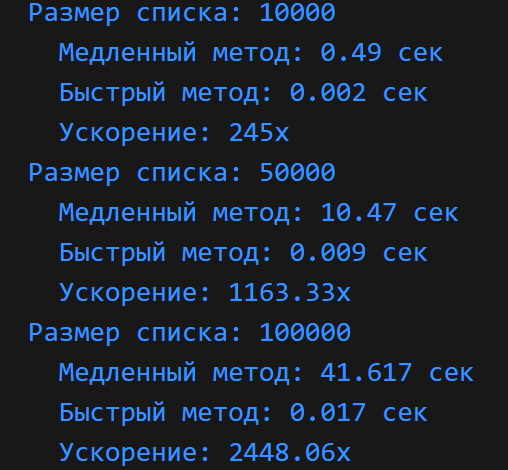 Размер списка: 10000
Медленный метод: 0.49 сек
Быстрый метод: 0.002 сек
Ускорение: 245x
Размер списка: 50000
Медленный метод: 10.47 сек
Быстрый метод: 0.009 сек
Ускорение: 1163.33x
Размер списка: 100000
Медленный метод: 41.617 сек
Быстрый метод: 0.017 сек
Ускорение: 2448.06x